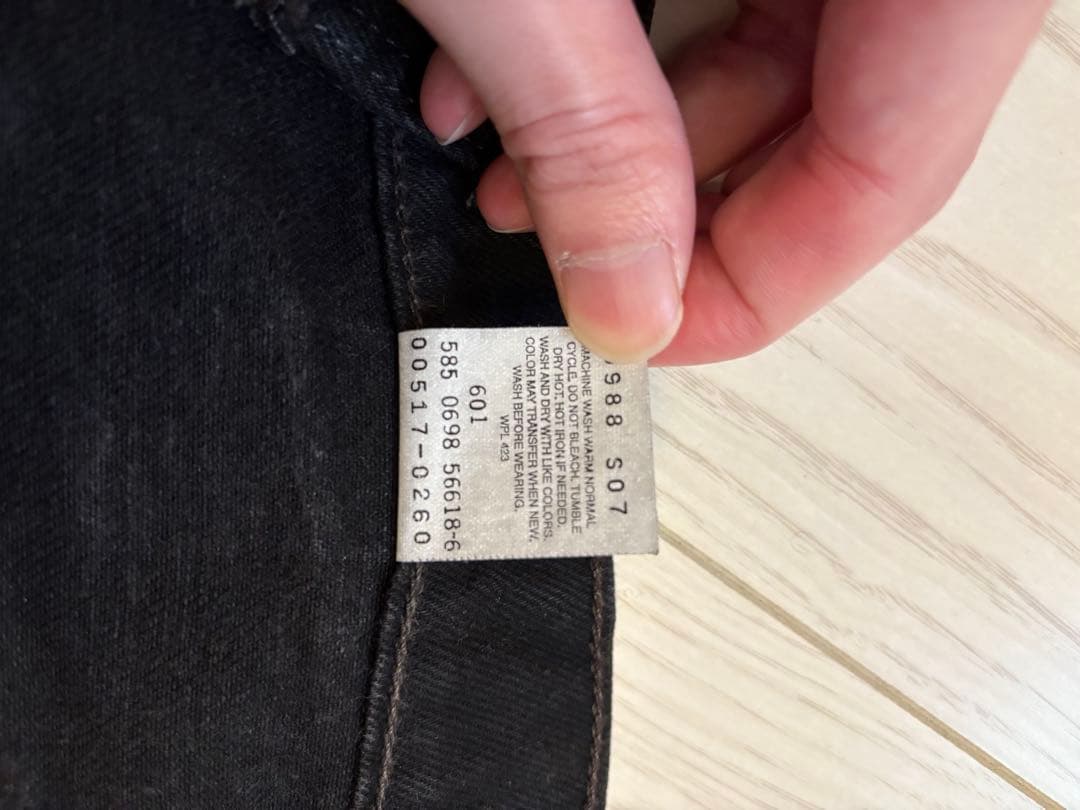 988 S07
MACHINE WASH WARM NORMAL
CYCLE. DO NOT BLEACH. TUMBLE
DRY HOT. HOT IRON IF NEEDED.
WASH AND DRY WITH LIKE COLORS.
COLOR MAY TRANSFER WHEN NEW.
WASH BEFORE WEARING.
WPL 423
601
585 0698 56618-6
00517-0260